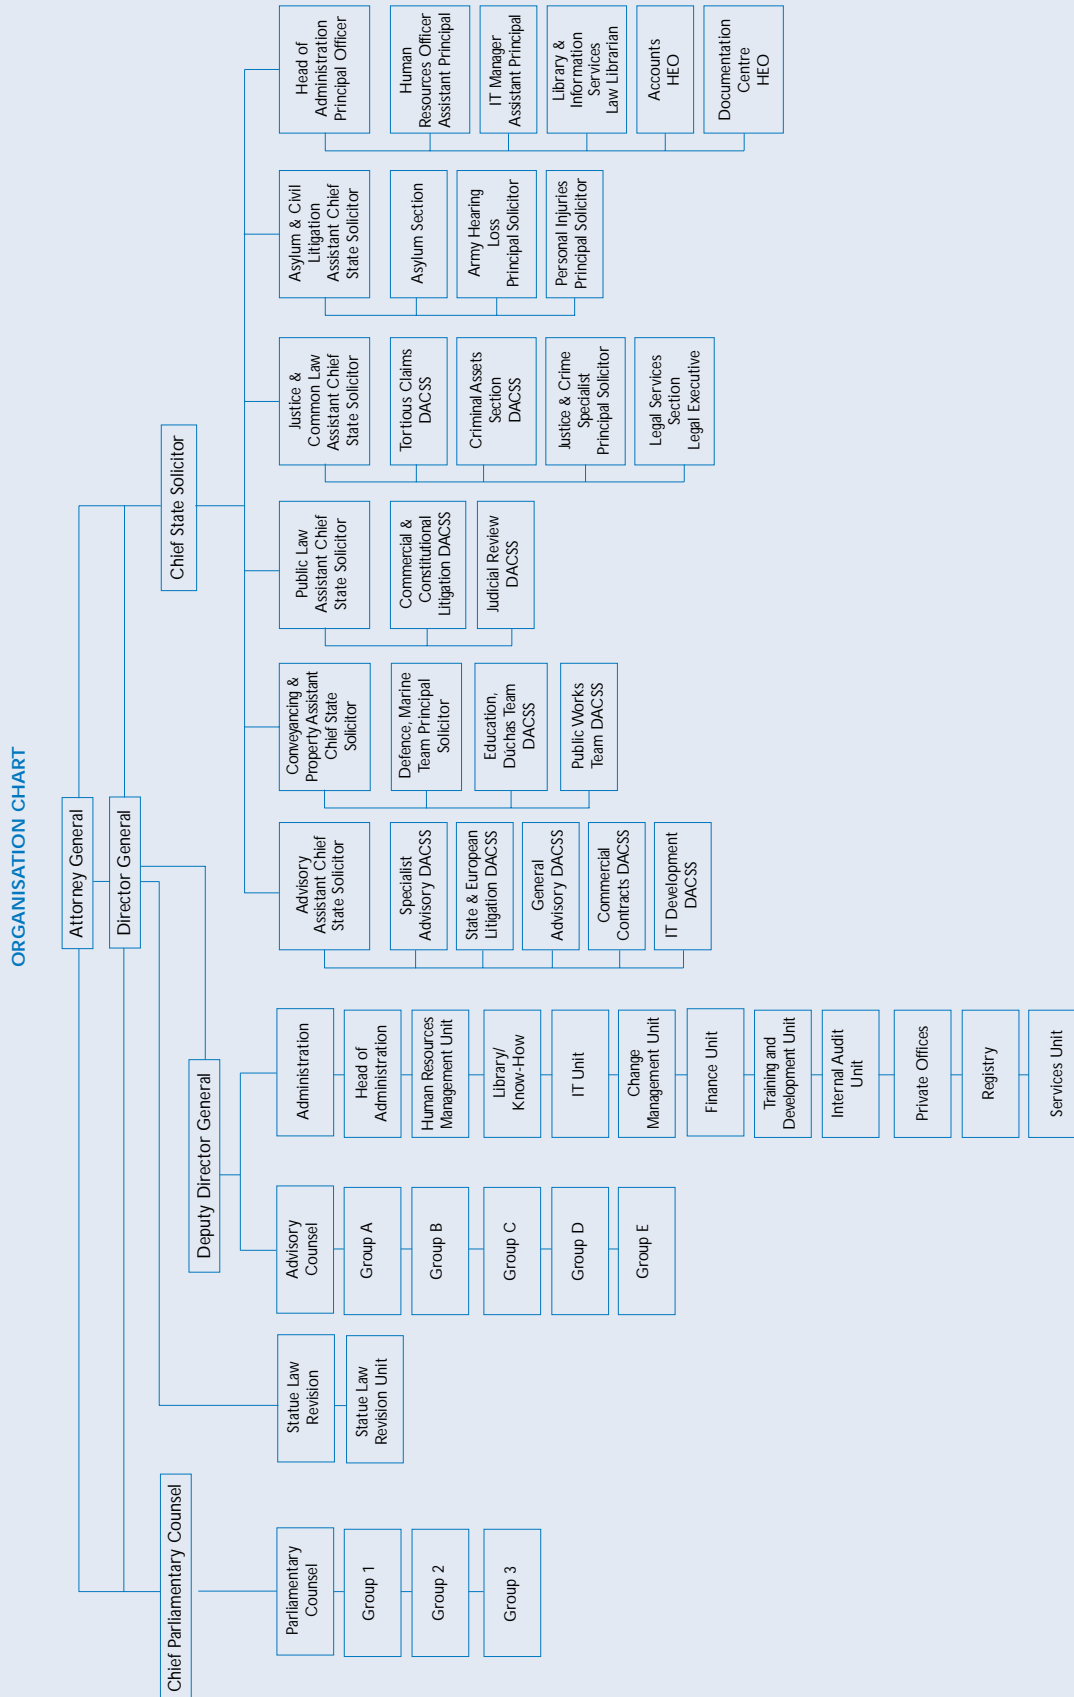 ORGANISATION CHART
Attorney General
Director General
Chief Parliamentary Counsel
Deputy Director General
Chief State Solicitor
Parliamentary
Counsel
Group 1
Group 2
Group 3
Statue Law
Revision
Statue Law
Revision Unit
Advisory
Counsel
Group A
Group B
Group C
Group D
Group E
Administration
Head of
Administration
Human Resources
Management Unit
Library/
Know-How
IT Unit
Change
Management Unit
Finance Unit
Training and
Development Unit
Internal Audit
Unit
Private Offices
Registry
Services Unit
Advisory
Assistant Chief
State Solicitor
Specialist
Advisory DACSS
State & European
Litigation DACSS
General
Advisory DACSS
Commercial
Contracts DACSS
IT Development
DACSS
Conveyancing &
Property Assistant
Chief State
Solicitor
Defence, Marine
Team Principal
Solicitor
Education,
Dúchas Team
DACSS
Public Works
Team DACSS
Public Law
Assistant Chief
State Solicitor
Commercial &
Constitutional
Litigation DACSS
Judicial Review
DACSS
Justice &
Common Law
Assistant Chief
State Solicitor
Tortious Claims
DACSS
Criminal Assets
Section
DACSS
Justice & Crime
Specialist
Principal Solicitor
Legal Services
Section
Legal Executive
Asylum & Civil
Litigation
Assistant Chief
State Solicitor
Asylum Section
Army Hearing
Loss
Principal Solicitor
Personal Injuries
Principal Solicitor
Head of
Administration
Principal Officer
Human
Resources Officer
Assistant Principal
IT Manager
Assistant Principal
Library &
Information
Services
Law Librarian
Accounts
HEO
Documentation
Centre
HEO